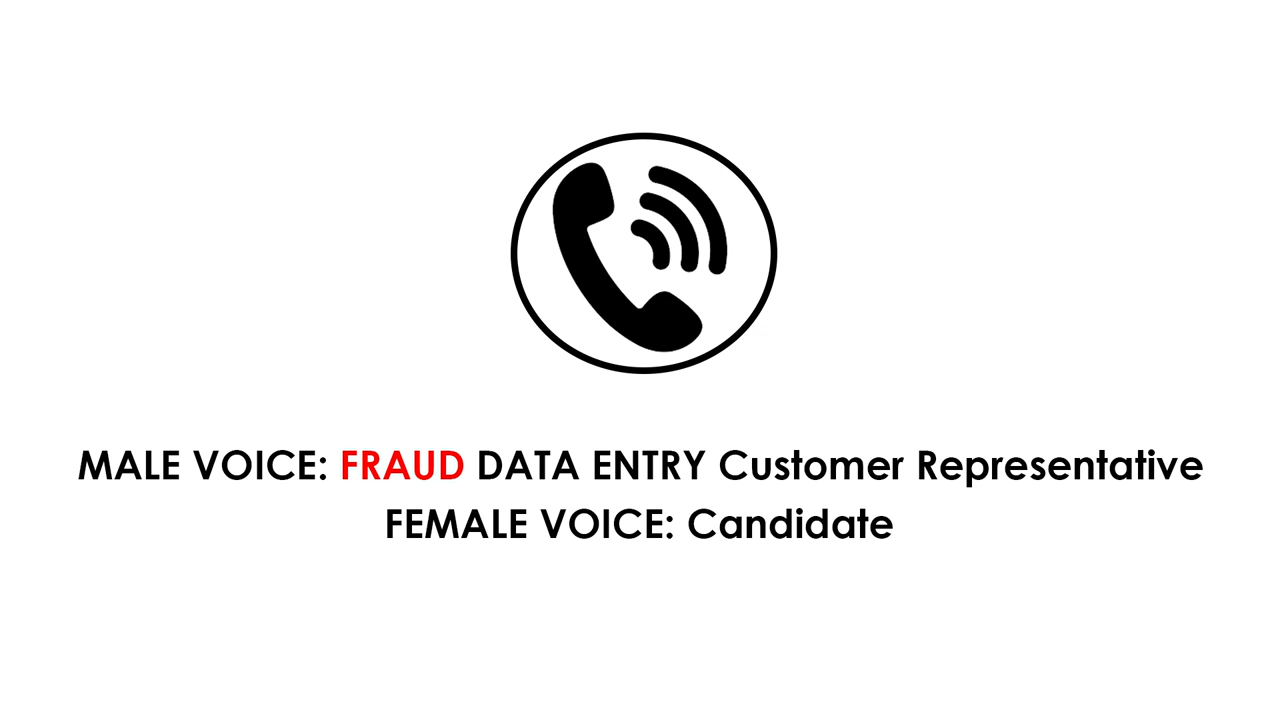 MALE VOICE: FRAUD DATA ENTRY Customer Representative
FEMALE VOICE: Candidate